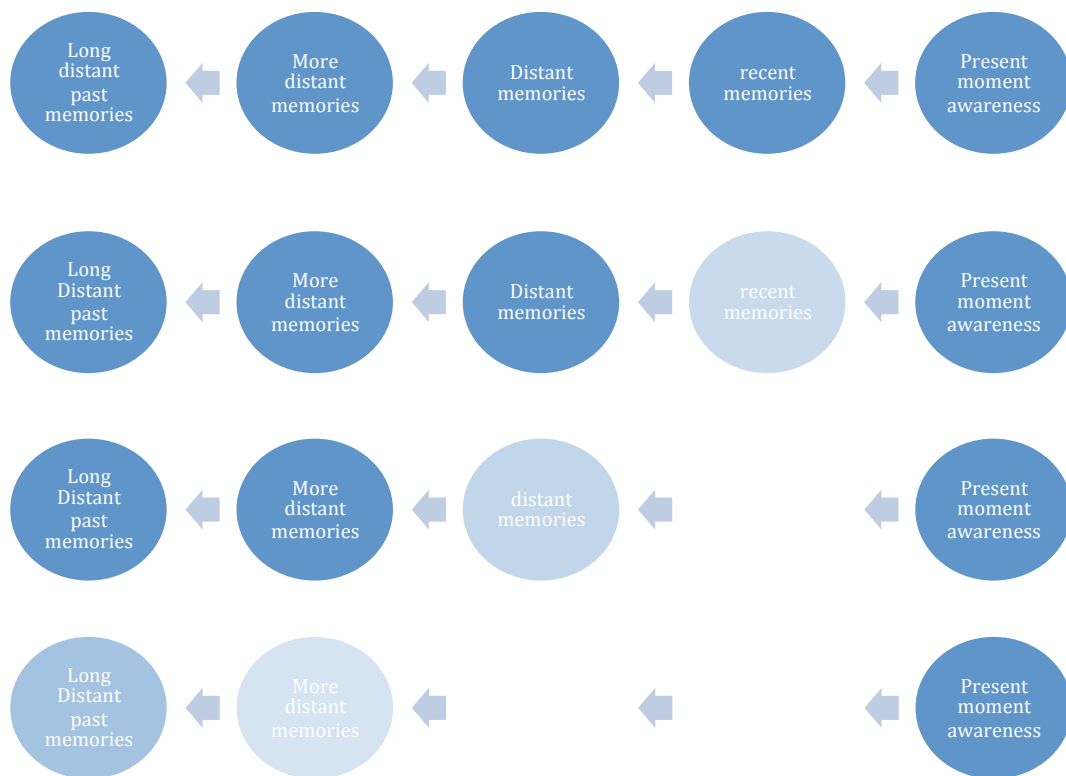 Long
distant
past
memories
More
distant
memories
Distant
memories
recent
memories
Present
moment
awareness
Long
Distant
past
memories
More
distant
memories
Distant
memories
recent
memories
Present
moment
awareness
Long
Distant
past
memories
More
distant
memories
distant
memories
Present
moment
awareness
Long
Distant
past
memories
More
distant
memories
Present
moment
awareness